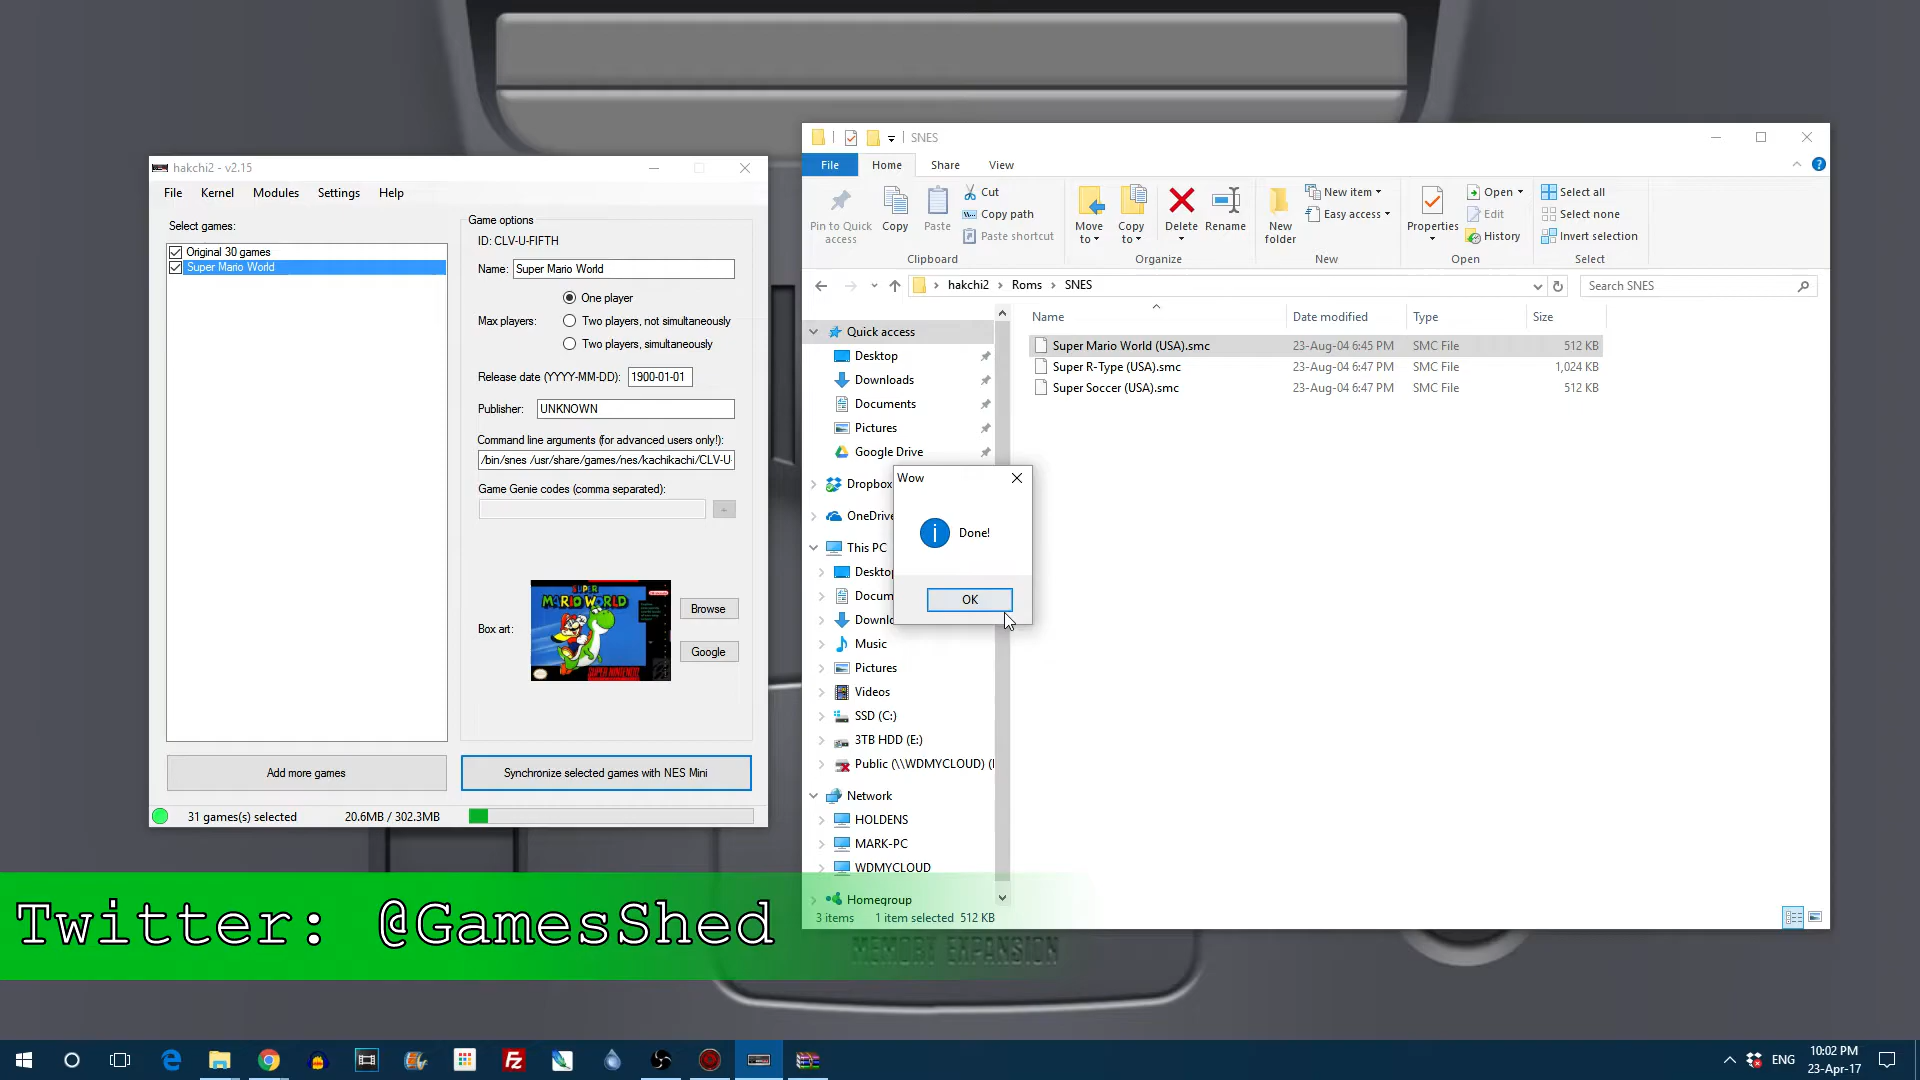 hakchi2 - v2.15
File Kernel Modules Settings Help
Select games:
Original 30 games
Super Mario World
Game options
ID: CLV-U-FIFTH
Name: Super Mario World
Max players:
One player
Two players, not simultaneously
Two players, simultaneously
Release date (YYYY-MM-DD): 1900-01-01
Publisher: UNKNOWN
Command line arguments (for advanced users only!):
/bin/snes /usr/share/games/nes/kachikachi/CLV-U-
Game Genie codes (comma separated):
Box art:
SUPER
MARIO WORLD
SUPER NINTENDO
Browse
Google
Add more games
Synchronize selected games with NES Mini
31 games(s) selected 20.6MB / 302.3MB
SNES
File Home Share View
Pin to Quick access
Copy
Paste
Cut
Copy path
Paste shortcut
Clipboard
Move to
Copy to
Delete
Rename
Organize
New folder
New item
Easy access
New
Properties
Open
Edit
History
Open
Select all
Select none
Invert selection
Select
hakchi2 > Roms > SNES
Search SNES
Name Date modified Type Size
Super Mario World (USA).smc 23-Aug-04 6:45 PM SMC File 512 KB
Super R-Type (USA).smc 23-Aug-04 6:47 PM SMC File 1,024 KB
Super Soccer (USA).smc 23-Aug-04 6:47 PM SMC File 512 KB
Quick access
Desktop
Downloads
Documents
Pictures
Google Drive
Dropbox
OneDrive
This PC
Deskto
Docum
Downlo
Music
Pictures
Videos
SSD (C:)
3TB HDD (E:)
Public (\\WDMYCLOUD) (
Network
HOLDENS
MARK-PC
WDMYCLOUD
Homegroup
3 items 1 item selected 512 KB
Wow
Done!
OK
Twitter: @GamesShed
MEMORY EXPANSION
ENG
10:02 PM
23-Apr-17